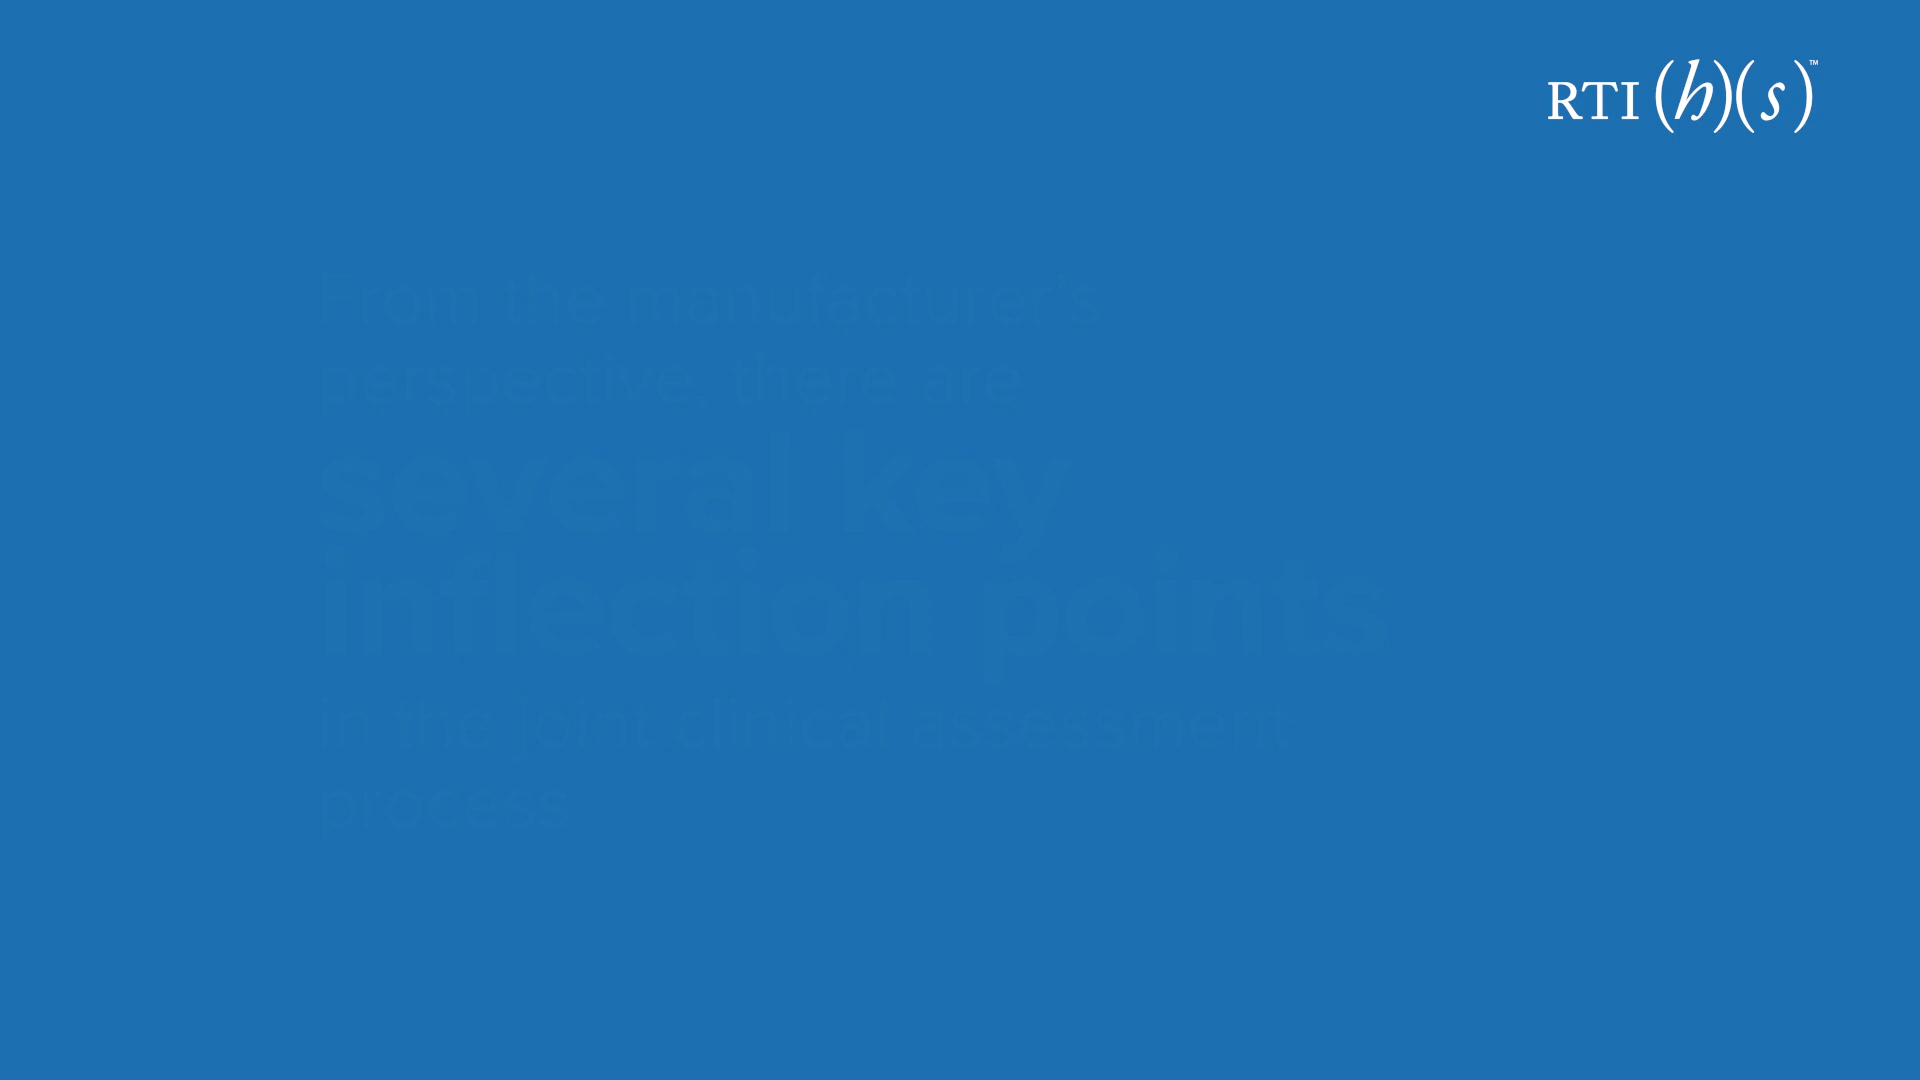 RTI (h)(s)™
From the manufacturer's
perspective, there are
several key
inflection points
in the joint clinical assessment
process